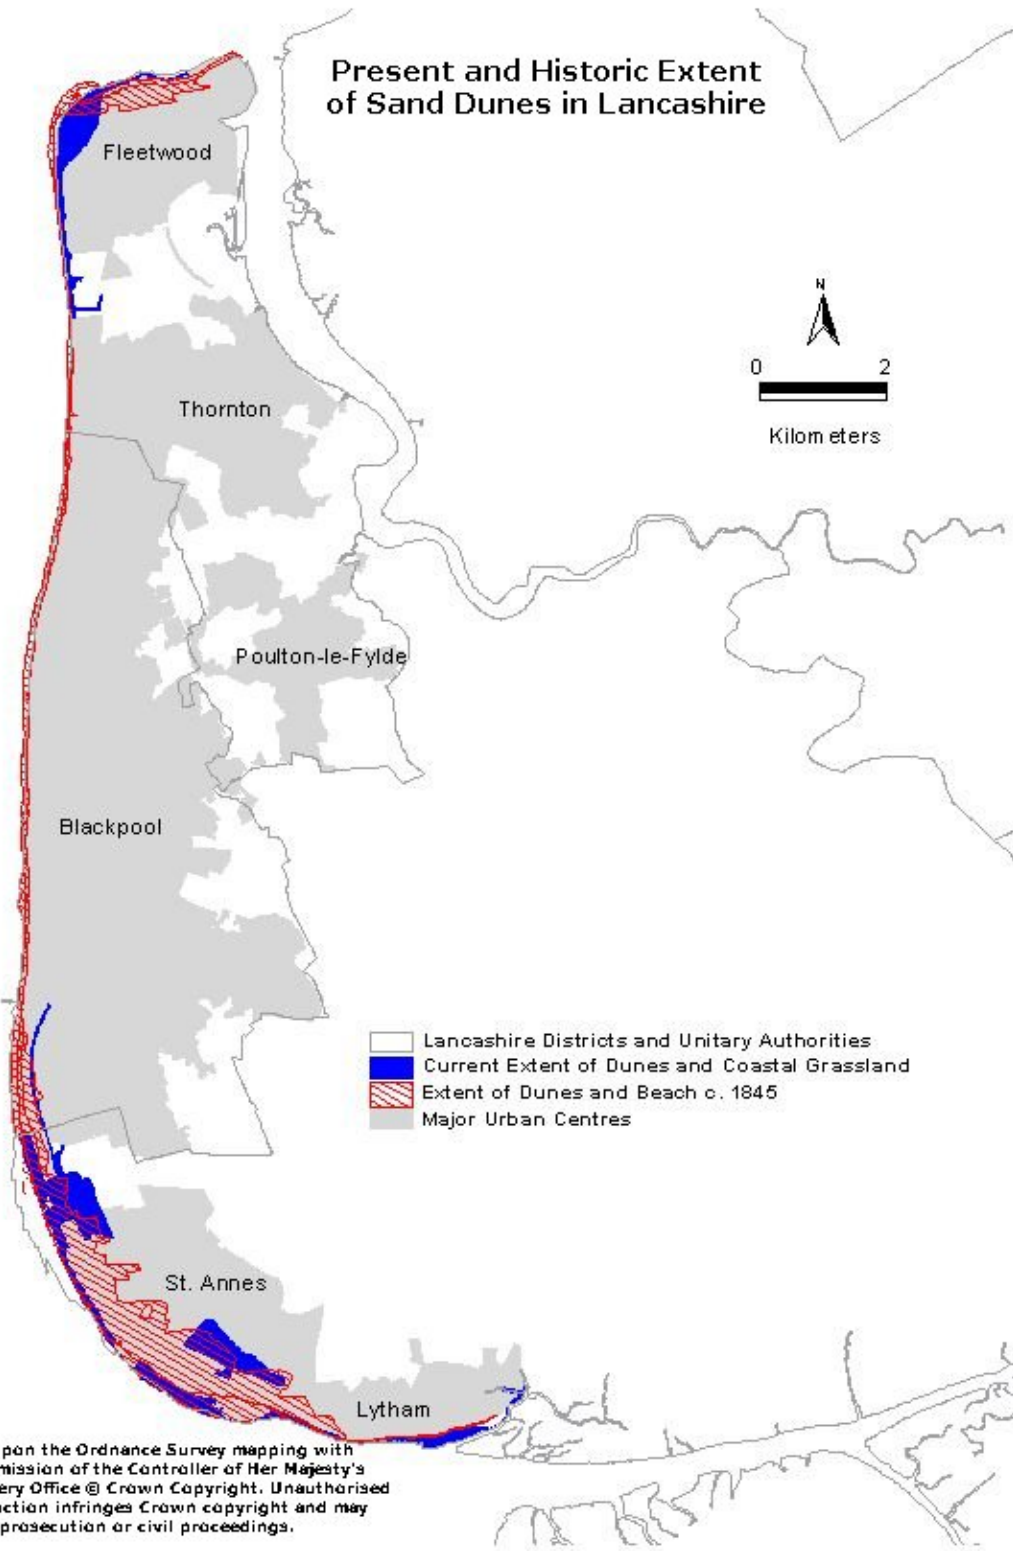 Present and Historic Extent
of Sand Dunes in Lancashire
Fleetwood
N
0 2
Kilometers
Thornton
Poulton-le-Fylde
Blackpool
Lancashire Districts and Unitary Authorities
Current Extent of Dunes and Coastal Grassland
Extent of Dunes and Beach c. 1845
Major Urban Centres
St. Annes
Lytham
pon the Ordnance Survey mapping with
mission of the Controller of Her Majesty's
ery Office © Crown Copyright. Unauthorised
ction infringes Crown copyright and may
prosecution or civil proceedings.